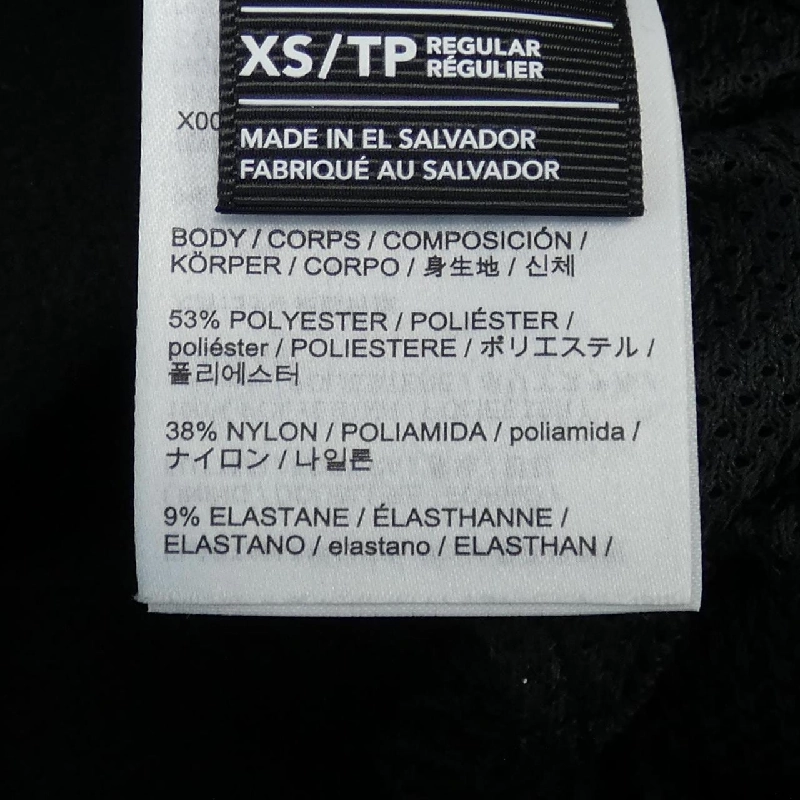 XS/TP REGULAR
RÉGULIER
MADE IN EL SALVADOR
FABRIQUÉ AU SALVADOR
X00
BODY / CORPS / COMPOSICIÓN /
KÖRPER / CORPO / 身生地 / 신체
53% POLYESTER / POLIÉSTER /
poliéster / POLIESTERE / ポリエステル /
폴리에스터
38% NYLON / POLIAMIDA / poliamida /
ナイロン / 나일론
9% ELASTANE / ÉLASTHANNE /
ELASTANO / elastano / ELASTHAN /